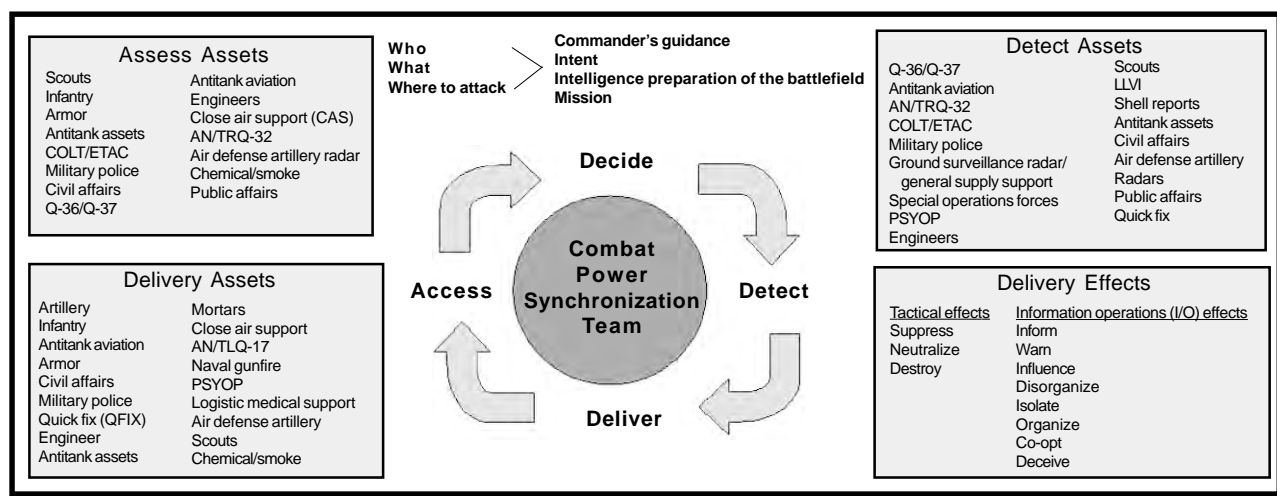 Assess Assets
Scouts
Infantry
Armor
Antitank assets
COLT/ETAC
Military police
Civil affairs
Q-36/Q-37
Antitank aviation
Engineers
Close air support (CAS)
AN/TRQ-32
Air defense artillery radar
Chemical/smoke
Public affairs
Who
What
Where to attack
Commander's guidance
Intent
Intelligence preparation of the battlefield
Mission
Detect Assets
Q-36/Q-37
Antitank aviation
AN/TRQ-32
COLT/ETAC
Military police
Ground surveillance radar/
general supply support
Special operations forces
PSYOP
Engineers
Scouts
LLVI
Shell reports
Antitank assets
Civil affairs
Air defense artillery
Radars
Public affairs
Quick fix
Decide
Combat
Power
Synchronization
Team
Access
Detect
Deliver
Delivery Assets
Artillery
Infantry
Antitank aviation
Armor
Civil affairs
Military police
Quick fix (QFIX)
Engineer
Antitank assets
Mortars
Close air support
AN/TLQ-17
Naval gunfire
PSYOP
Logistic medical support
Air defense artillery
Scouts
Chemical/smoke
Delivery Effects
Tactical effects
Suppress
Neutralize
Destroy
Information operations (I/O) effects
Inform
Warn
Influence
Disorganize
Isolate
Organize
Co-opt
Deceive